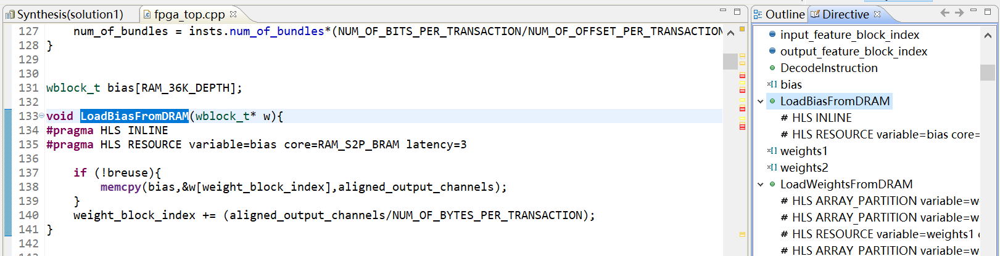 Synthesis(solution1)
fpga_top.cpp
127 num_of_bundles = insts.num_of_bundles*(NUM_OF_BITS_PER_TRANSACTION/NUM_OF_OFFSET_PER_TRANSACTION
128 }
129
130
131 wblock_t bias[RAM_36K_DEPTH];
132
133 void LoadBiasFromDRAM(wblock_t* w){
134 #pragma HLS INLINE
135 #pragma HLS RESOURCE variable=bias core=RAM_S2P_BRAM latency=3
136
137 if (!breuse){
138 memcpy(bias,&w[weight_block_index],aligned_output_channels);
139 }
140 weight_block_index += (aligned_output_channels/NUM_OF_BYTES_PER_TRANSACTION);
141 }
142
Outline
Directive
input_feature_block_index
output_feature_block_index
DecodeInstruction
×[] bias
LoadBiasFromDRAM
# HLS INLINE
# HLS RESOURCE variable=bias core=
×[] weights1
×[] weights2
LoadWeightsFromDRAM
# HLS ARRAY_PARTITION variable=w
# HLS ARRAY_PARTITION variable=w
# HLS RESOURCE variable=weights1
# HLS ARRAY_PARTITION variable=w